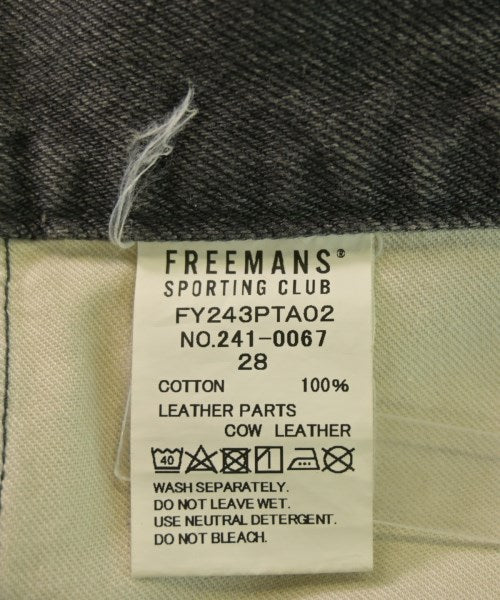 FREEMANS®
SPORTING CLUB
FY243PTA02
NO.241-0067
28
COTTON 100%
LEATHER PARTS
COW LEATHER
40
WASH SEPARATELY.
DO NOT LEAVE WET.
USE NEUTRAL DETERGENT.
DO NOT BLEACH.